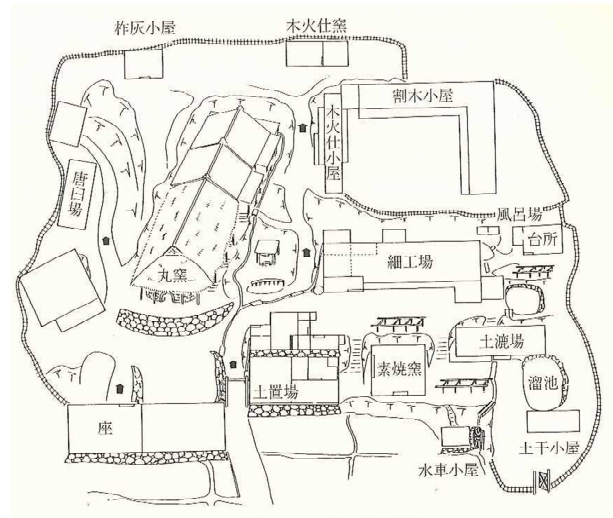 柞灰小屋
木火仕窯
割木小屋
木火仕小屋
唐臼場
風呂場
台所
細工場
丸窯
土漉場
素焼窯
溜池
土置場
座
土干小屋
水車小屋